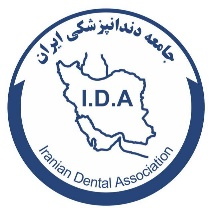 جامعه دندانپزشکی ایران
I.D.A
Iranian Dental Association